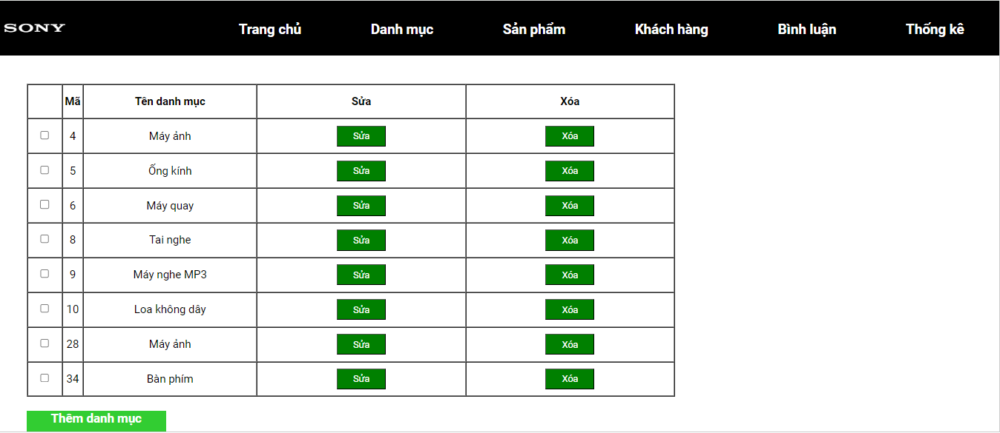 SONY Trang chủ Danh mục Sản phẩm Khách hàng Bình luận Thống kê
Mã Tên danh mục Sửa Xóa
4 Máy ảnh Sửa Xóa
5 Ống kính Sửa Xóa
6 Máy quay Sửa Xóa
8 Tai nghe Sửa Xóa
9 Máy nghe MP3 Sửa Xóa
10 Loa không dây Sửa Xóa
28 Máy ảnh Sửa Xóa
34 Bàn phím Sửa Xóa
Thêm danh mục